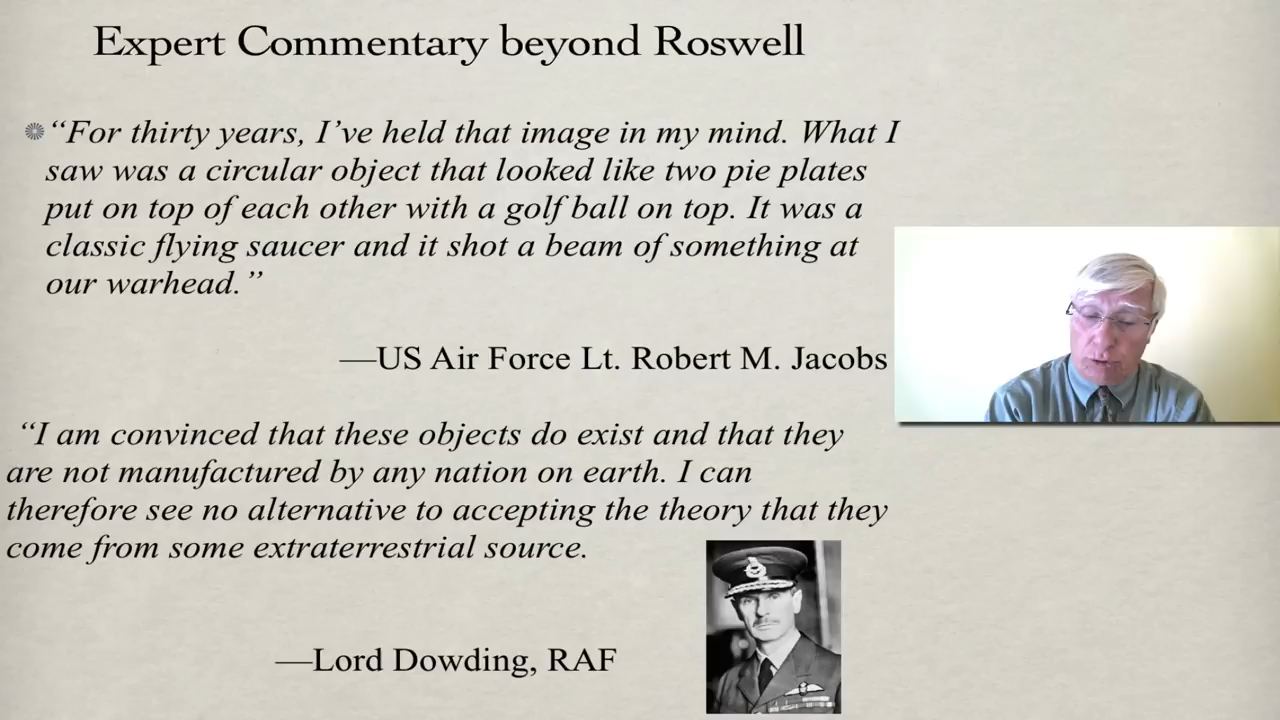 Expert Commentary beyond Roswell
“For thirty years, I’ve held that image in my mind. What I
saw was a circular object that looked like two pie plates
put on top of each other with a golf ball on top. It was a
classic flying saucer and it shot a beam of something at
our warhead.”
—US Air Force Lt. Robert M. Jacobs
“I am convinced that these objects do exist and that they
are not manufactured by any nation on earth. I can
therefore see no alternative to accepting the theory that they
come from some extraterrestrial source.
—Lord Dowding, RAF